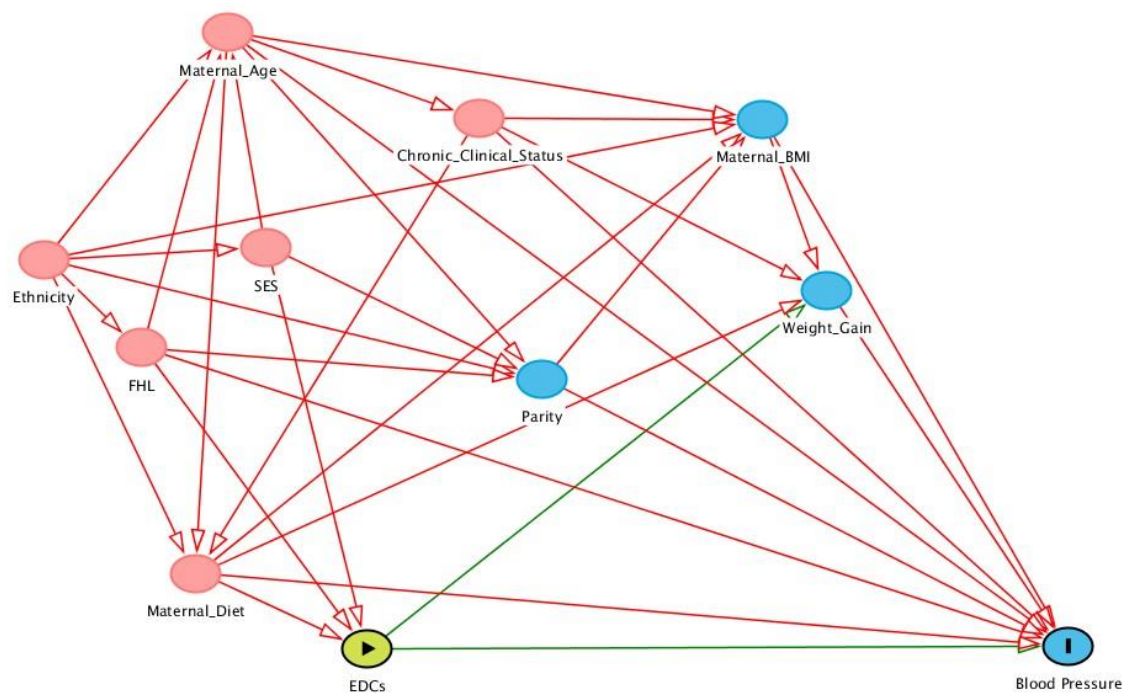 Maternal_Age
Chronic_Clinical_Status
Maternal_BMI
Ethnicity
SES
Weight_Gain
FHL
Parity
Maternal_Diet
EDCs
Blood Pressure